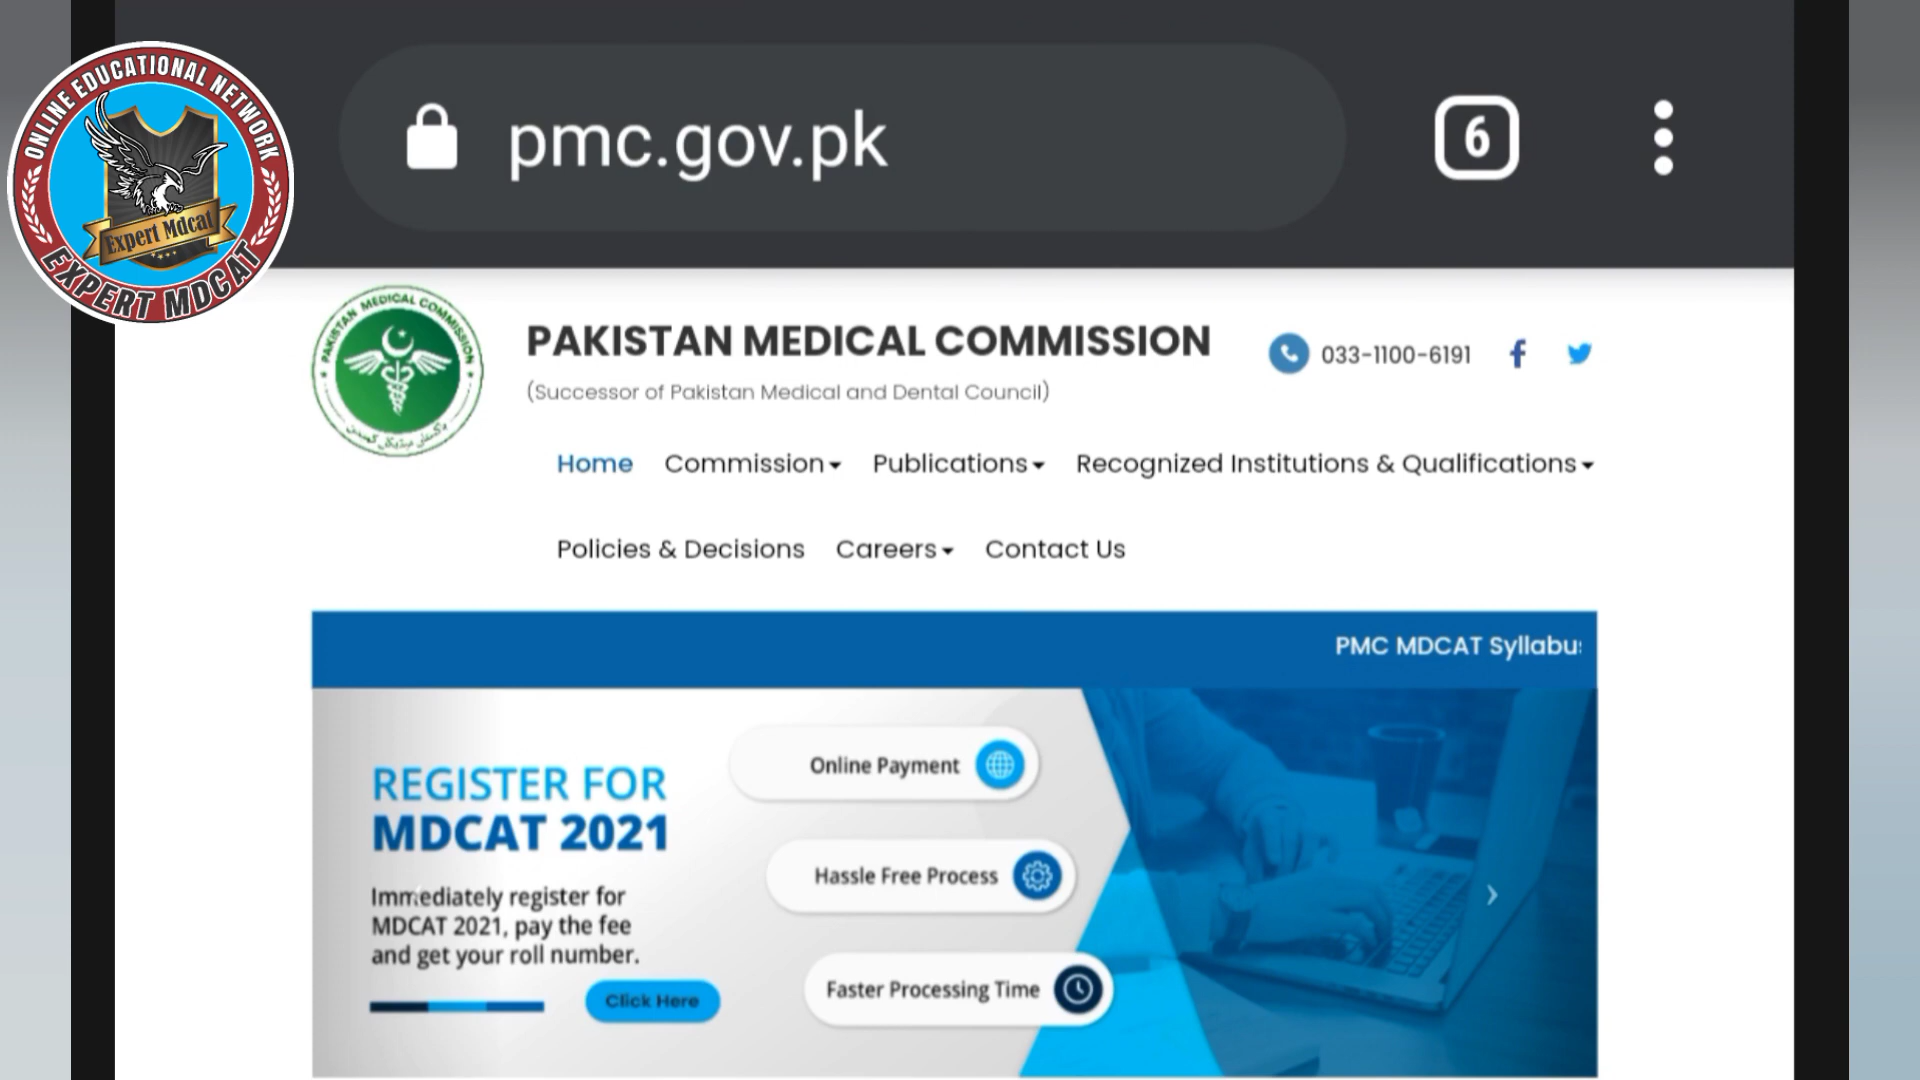 ONLINE EDUCATIONAL NETWORK
Expert Mdcat
EXPERT MDCAT
pmc.gov.pk
6
PAKISTAN MEDICAL COMMISSION
PAKISTAN MEDICAL COMMISSION
(Successor of Pakistan Medical and Dental Council)
033-1100-6191
Home Commission Publications Recognized Institutions & Qualifications
Policies & Decisions Careers Contact Us
PMC MDCAT Syllabu
REGISTER FOR
MDCAT 2021
Immediately register for
MDCAT 2021, pay the fee
and get your roll number.
Click Here
Online Payment
Hassle Free Process
Faster Processing Time